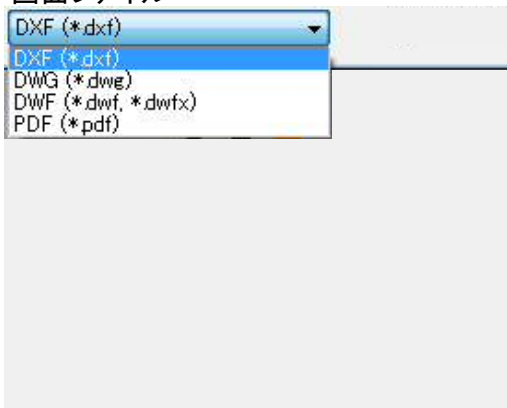 DXF (*.dxf)
DXF (*.dxf)
DWG (*.dwg)
DWF (*.dwf, *.dwfx)
PDF (*.pdf)